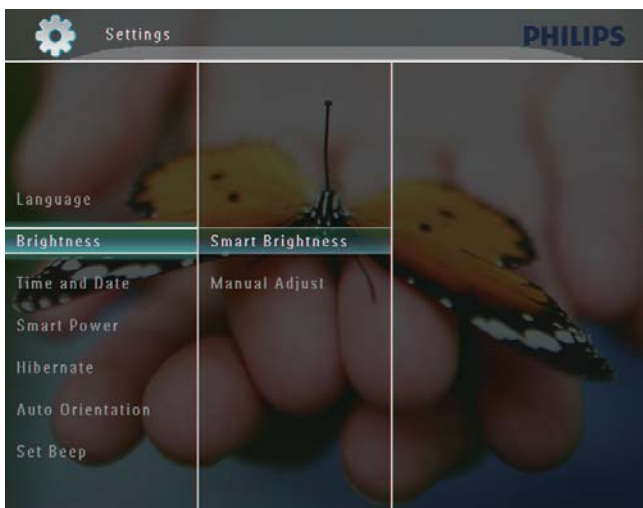 Settings
PHILIPS
Language
Brightness
Time and Date
Smart Power
Hibernate
Auto Orientation
Set Beep
Smart Brightness
Manual Adjust